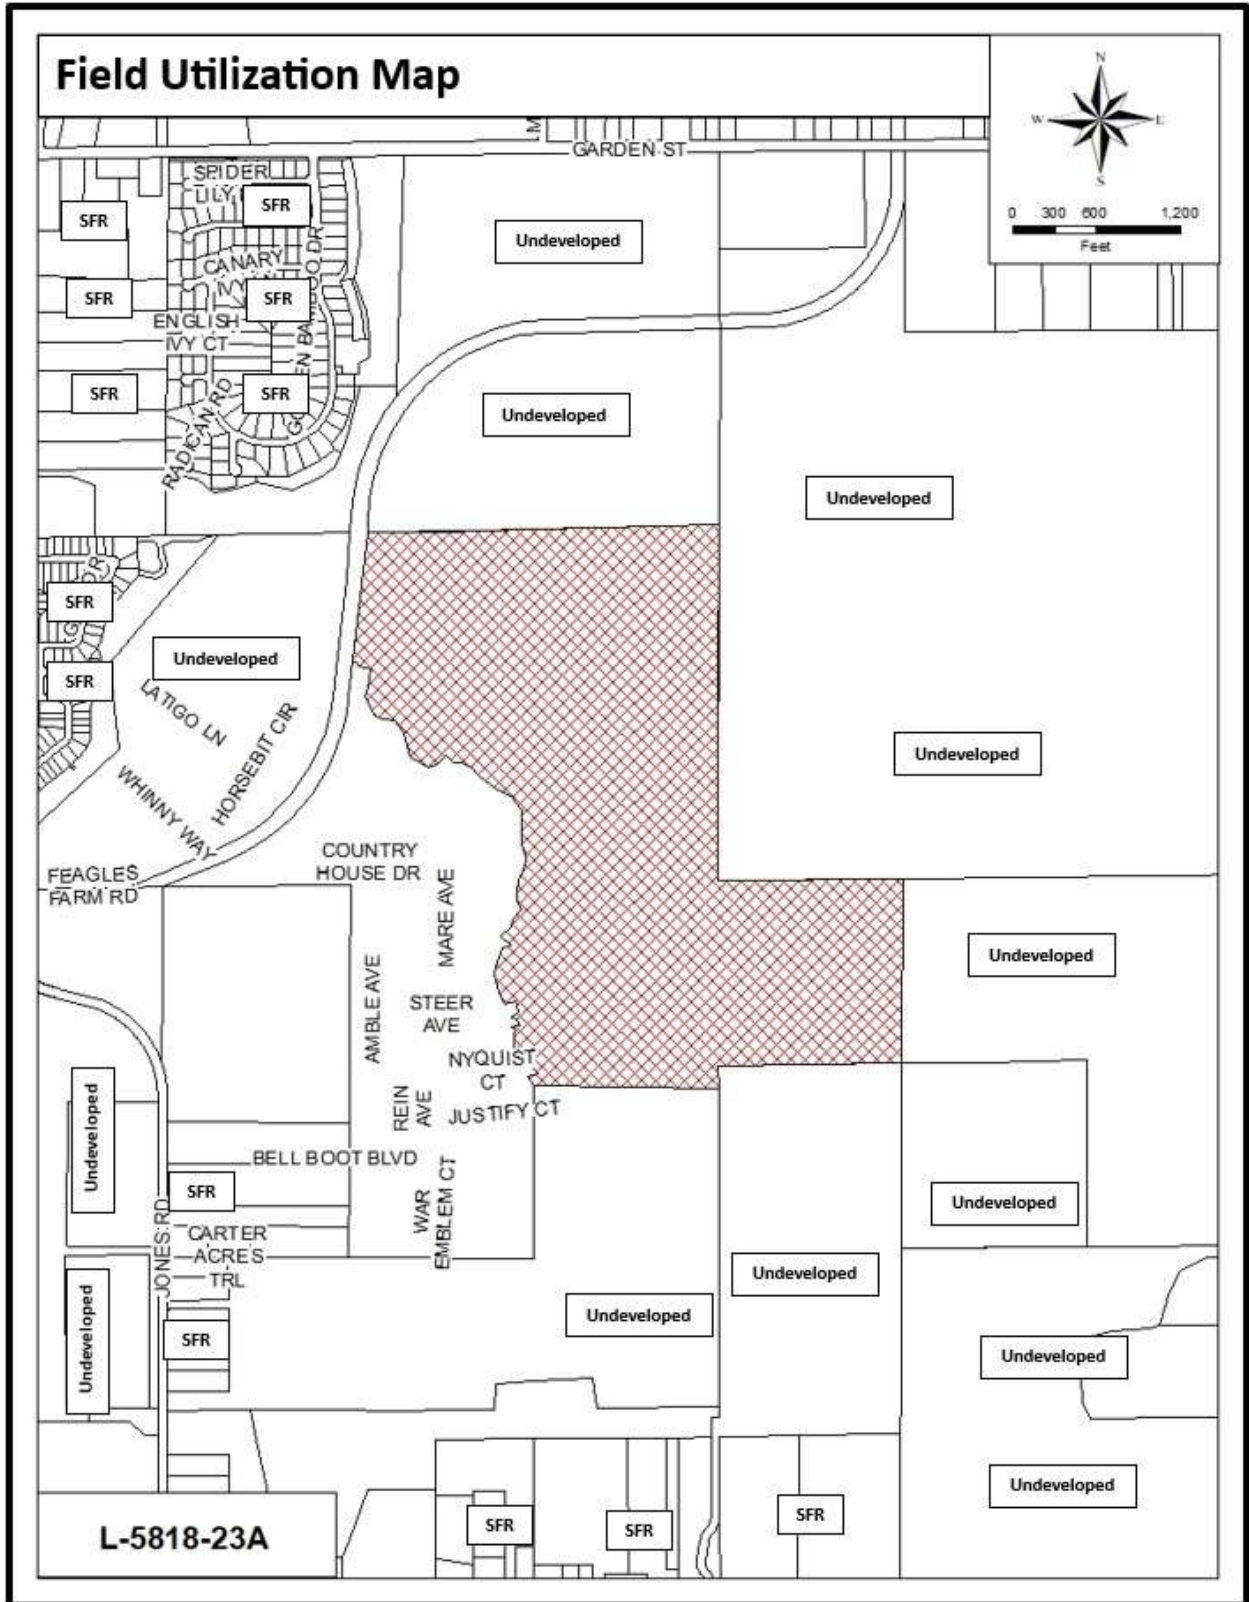 Field Utilization Map
N
W
E
S
0 300 600 1,200
Feet
M
GARDEN ST
SPIDER
LILY
SFR
SFR
Undeveloped
CANARY
IVY
SFR
SFR
ENGLISH
IVY CT
SFR
SFR
RADICAN RD
Undeveloped
Undeveloped
SFR
Undeveloped
SFR
LATIGO LN
HORSEBIT CIR
WHINNY WAY
Undeveloped
FEAGLES
FARM RD
COUNTRY
HOUSE DR
MARE AVE
Undeveloped
AMBLE AVE
STEER
AVE
NYQUIST
CT
REIN
AVE
JUSTIFY CT
Undeveloped
BELL BOOT BLVD
SFR
WAR
EMBLEM CT
Undeveloped
JONES RD
CARTER
ACRES
TRL
Undeveloped
Undeveloped
Undeveloped
SFR
Undeveloped
Undeveloped
SFR
SFR
SFR
L-5818-23A